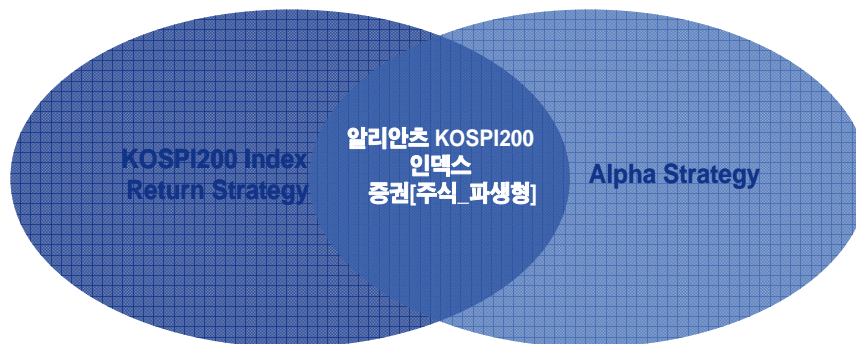 KOSPI200 Index
Return Strategy
알리안츠 KOSPI200
인덱스
증권[주식_파생형]
Alpha Strategy